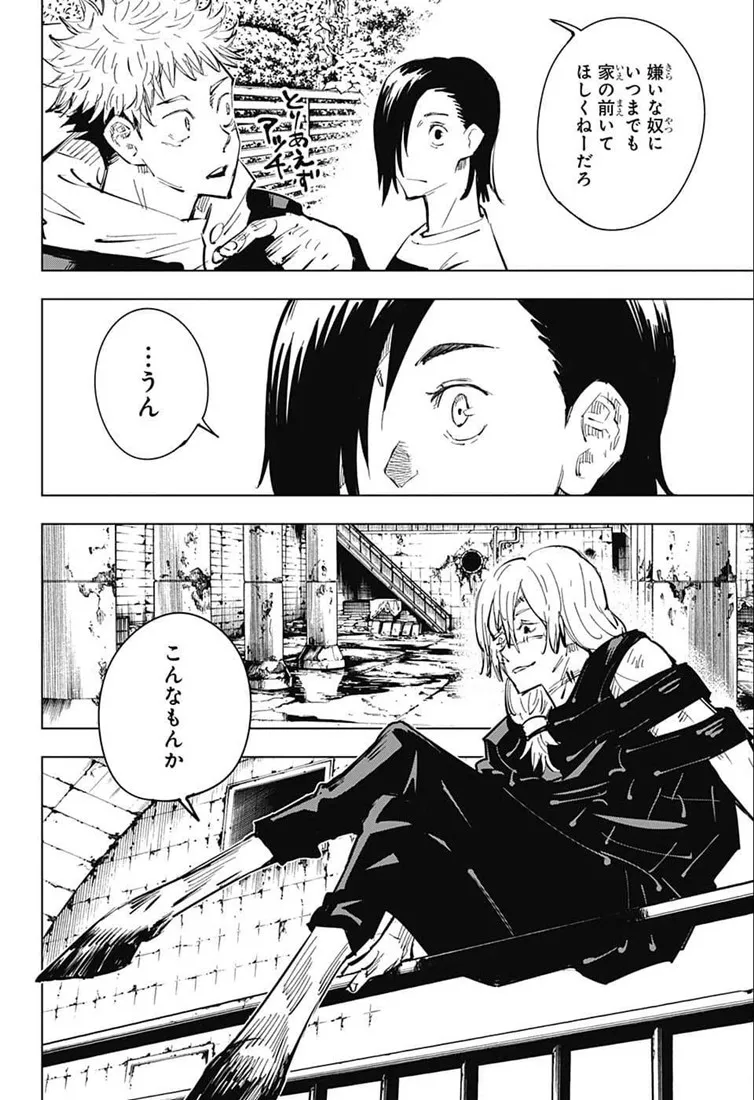 嫌いな奴に
いつまでも
家の前いて
ほしくねーだろ
とりあえず
アッチ
…うん
こんなもんか